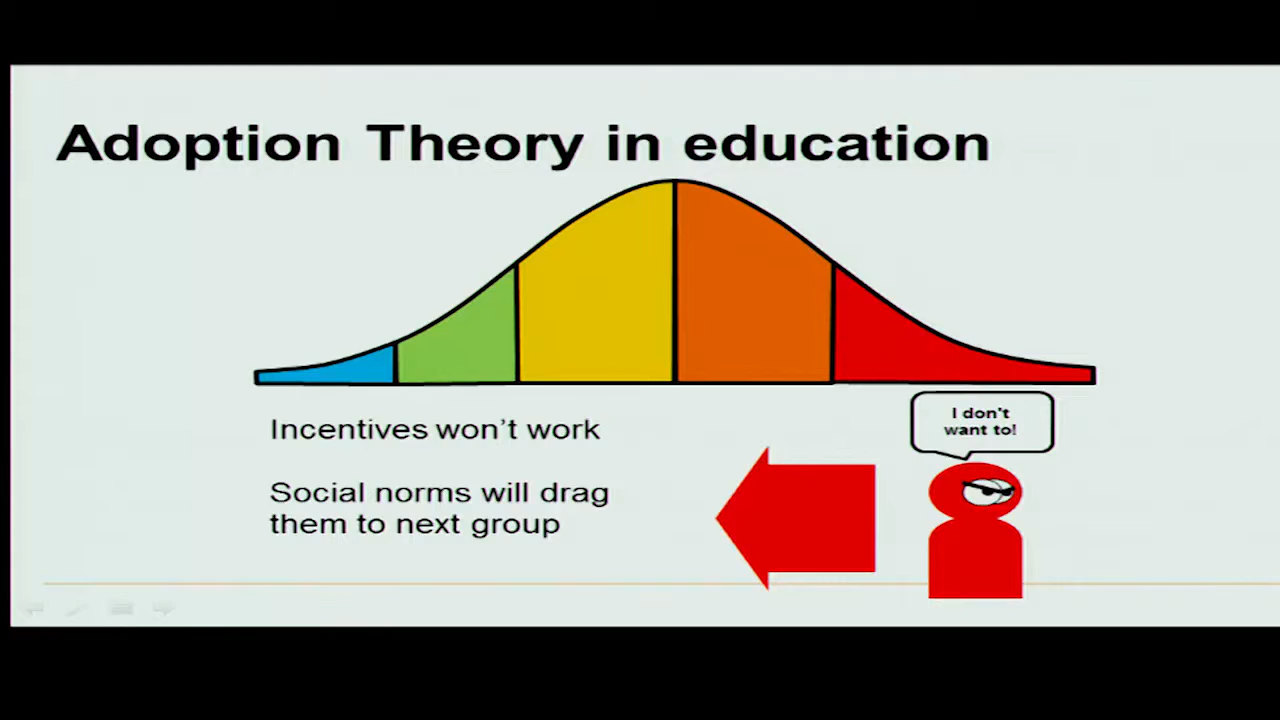 Adoption Theory in education
Incentives won't work
Social norms will drag
them to next group
I don't
want to!